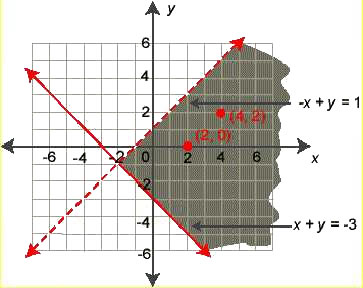 y
6
4
-x + y = 1
2
(4, 2)
(2, 0)
-6 -4 -2 0 2 4 6 x
-2
x + y = -3
-4
-6